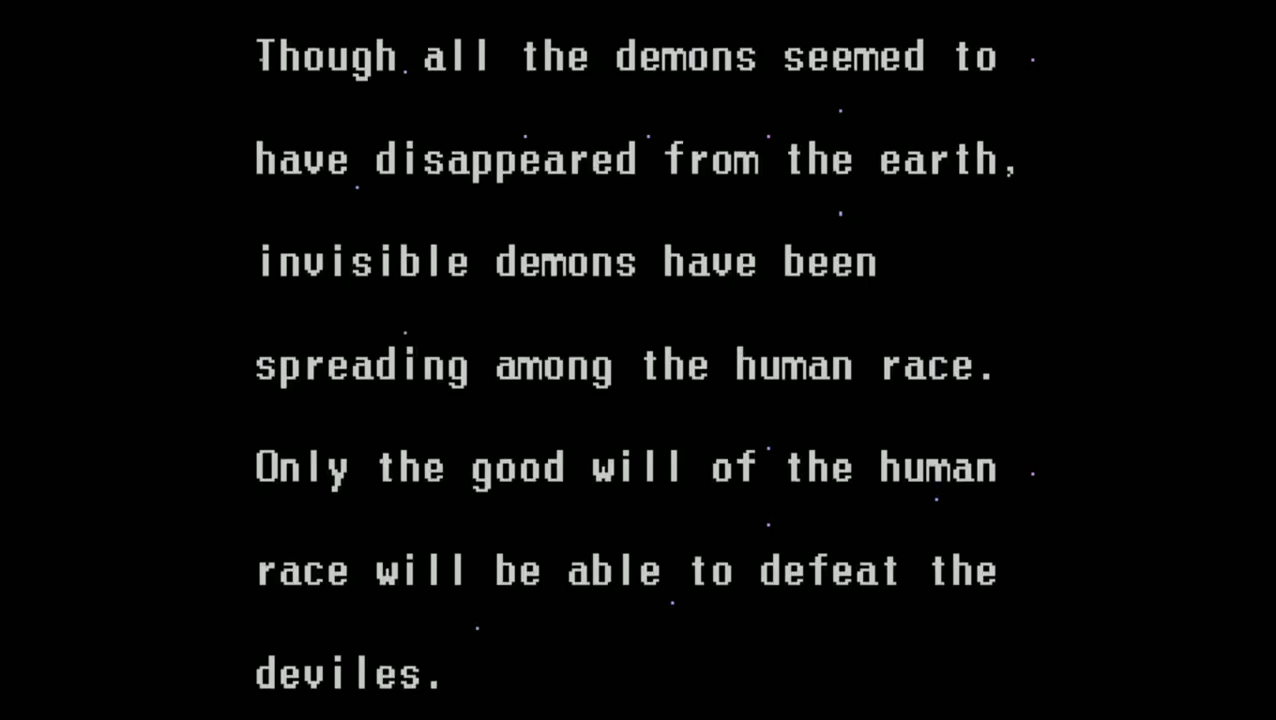 Though all the demons seemed to
have disappeared from the earth,
invisible demons have been
spreading among the human race.
Only the good will of the human
race will be able to defeat the
deviles.